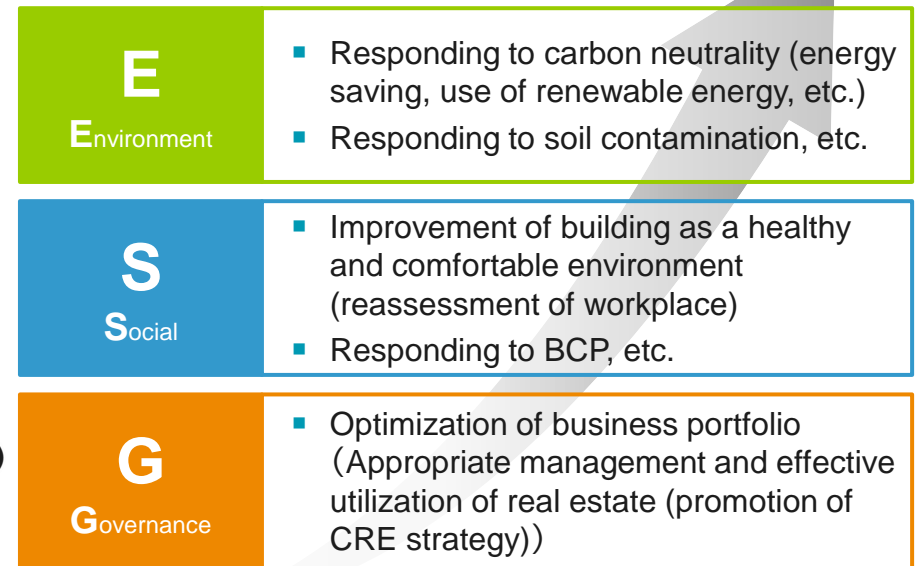 E
Environment
▪ Responding to carbon neutrality (energy
saving, use of renewable energy, etc.)
▪ Responding to soil contamination, etc.
S
Social
▪ Improvement of building as a healthy
and comfortable environment
(reassessment of workplace)
▪ Responding to BCP, etc.
)
G
Governance
▪ Optimization of business portfolio
(Appropriate management and effective
utilization of real estate (promotion of
CRE strategy))